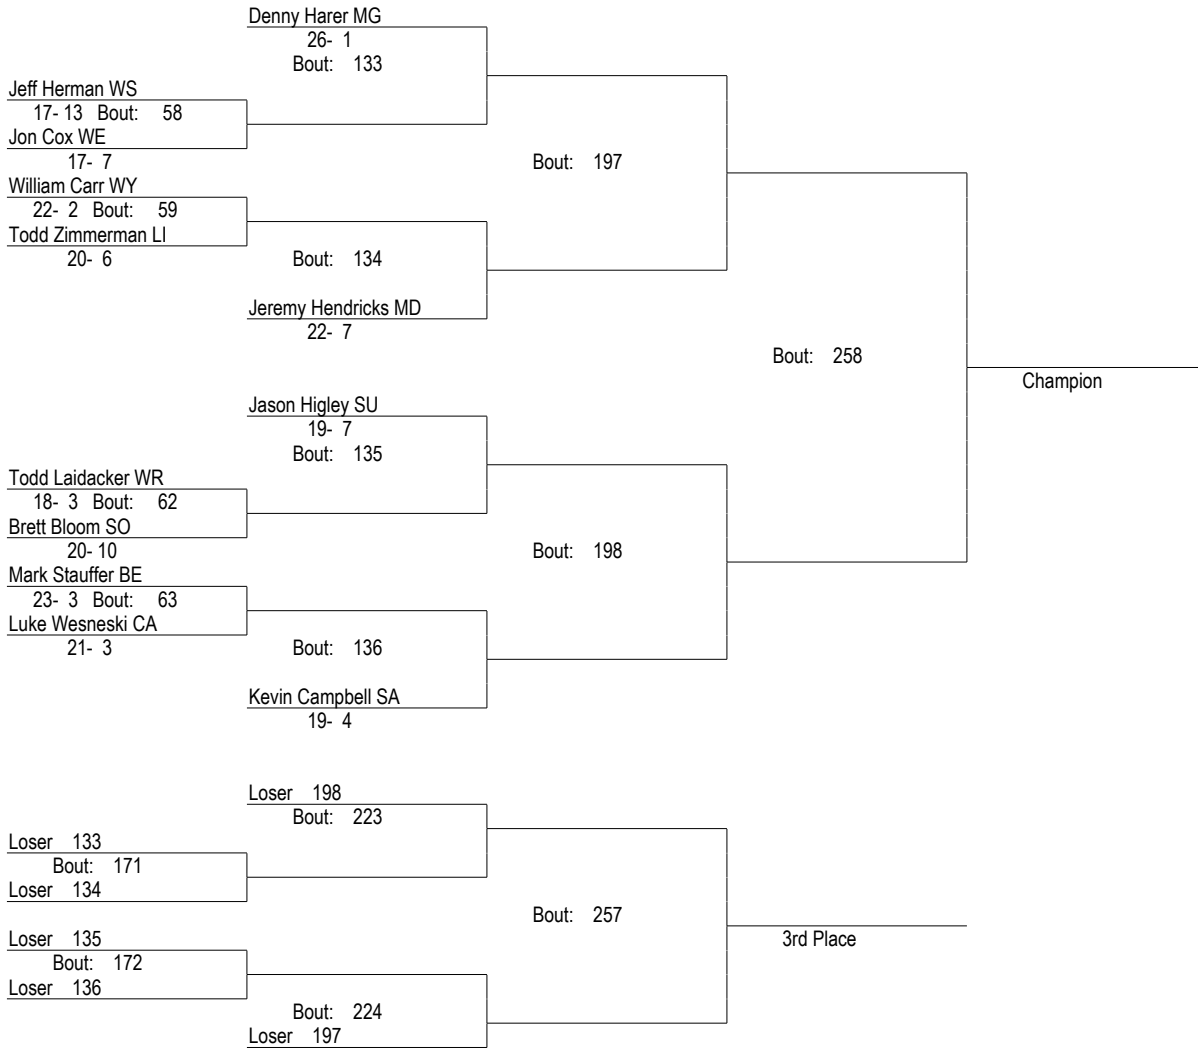 Denny Harer MG
26- 1
Bout: 133
Jeff Herman WS
17- 13 Bout: 58
Jon Cox WE
17- 7
Bout: 197
William Carr WY
22- 2 Bout: 59
Todd Zimmerman LI
20- 6
Bout: 134
Jeremy Hendricks MD
22- 7
Bout: 258
Champion
Jason Higley SU
19- 7
Bout: 135
Todd Laidacker WR
18- 3 Bout: 62
Brett Bloom SO
20- 10
Bout: 198
Mark Stauffer BE
23- 3 Bout: 63
Luke Wesneski CA
21- 3
Bout: 136
Kevin Campbell SA
19- 4
Loser 198
Bout: 223
Loser 133
Bout: 171
Loser 134
Bout: 257
Loser 135
3rd Place
Bout: 172
Loser 136
Bout: 224
Loser 197